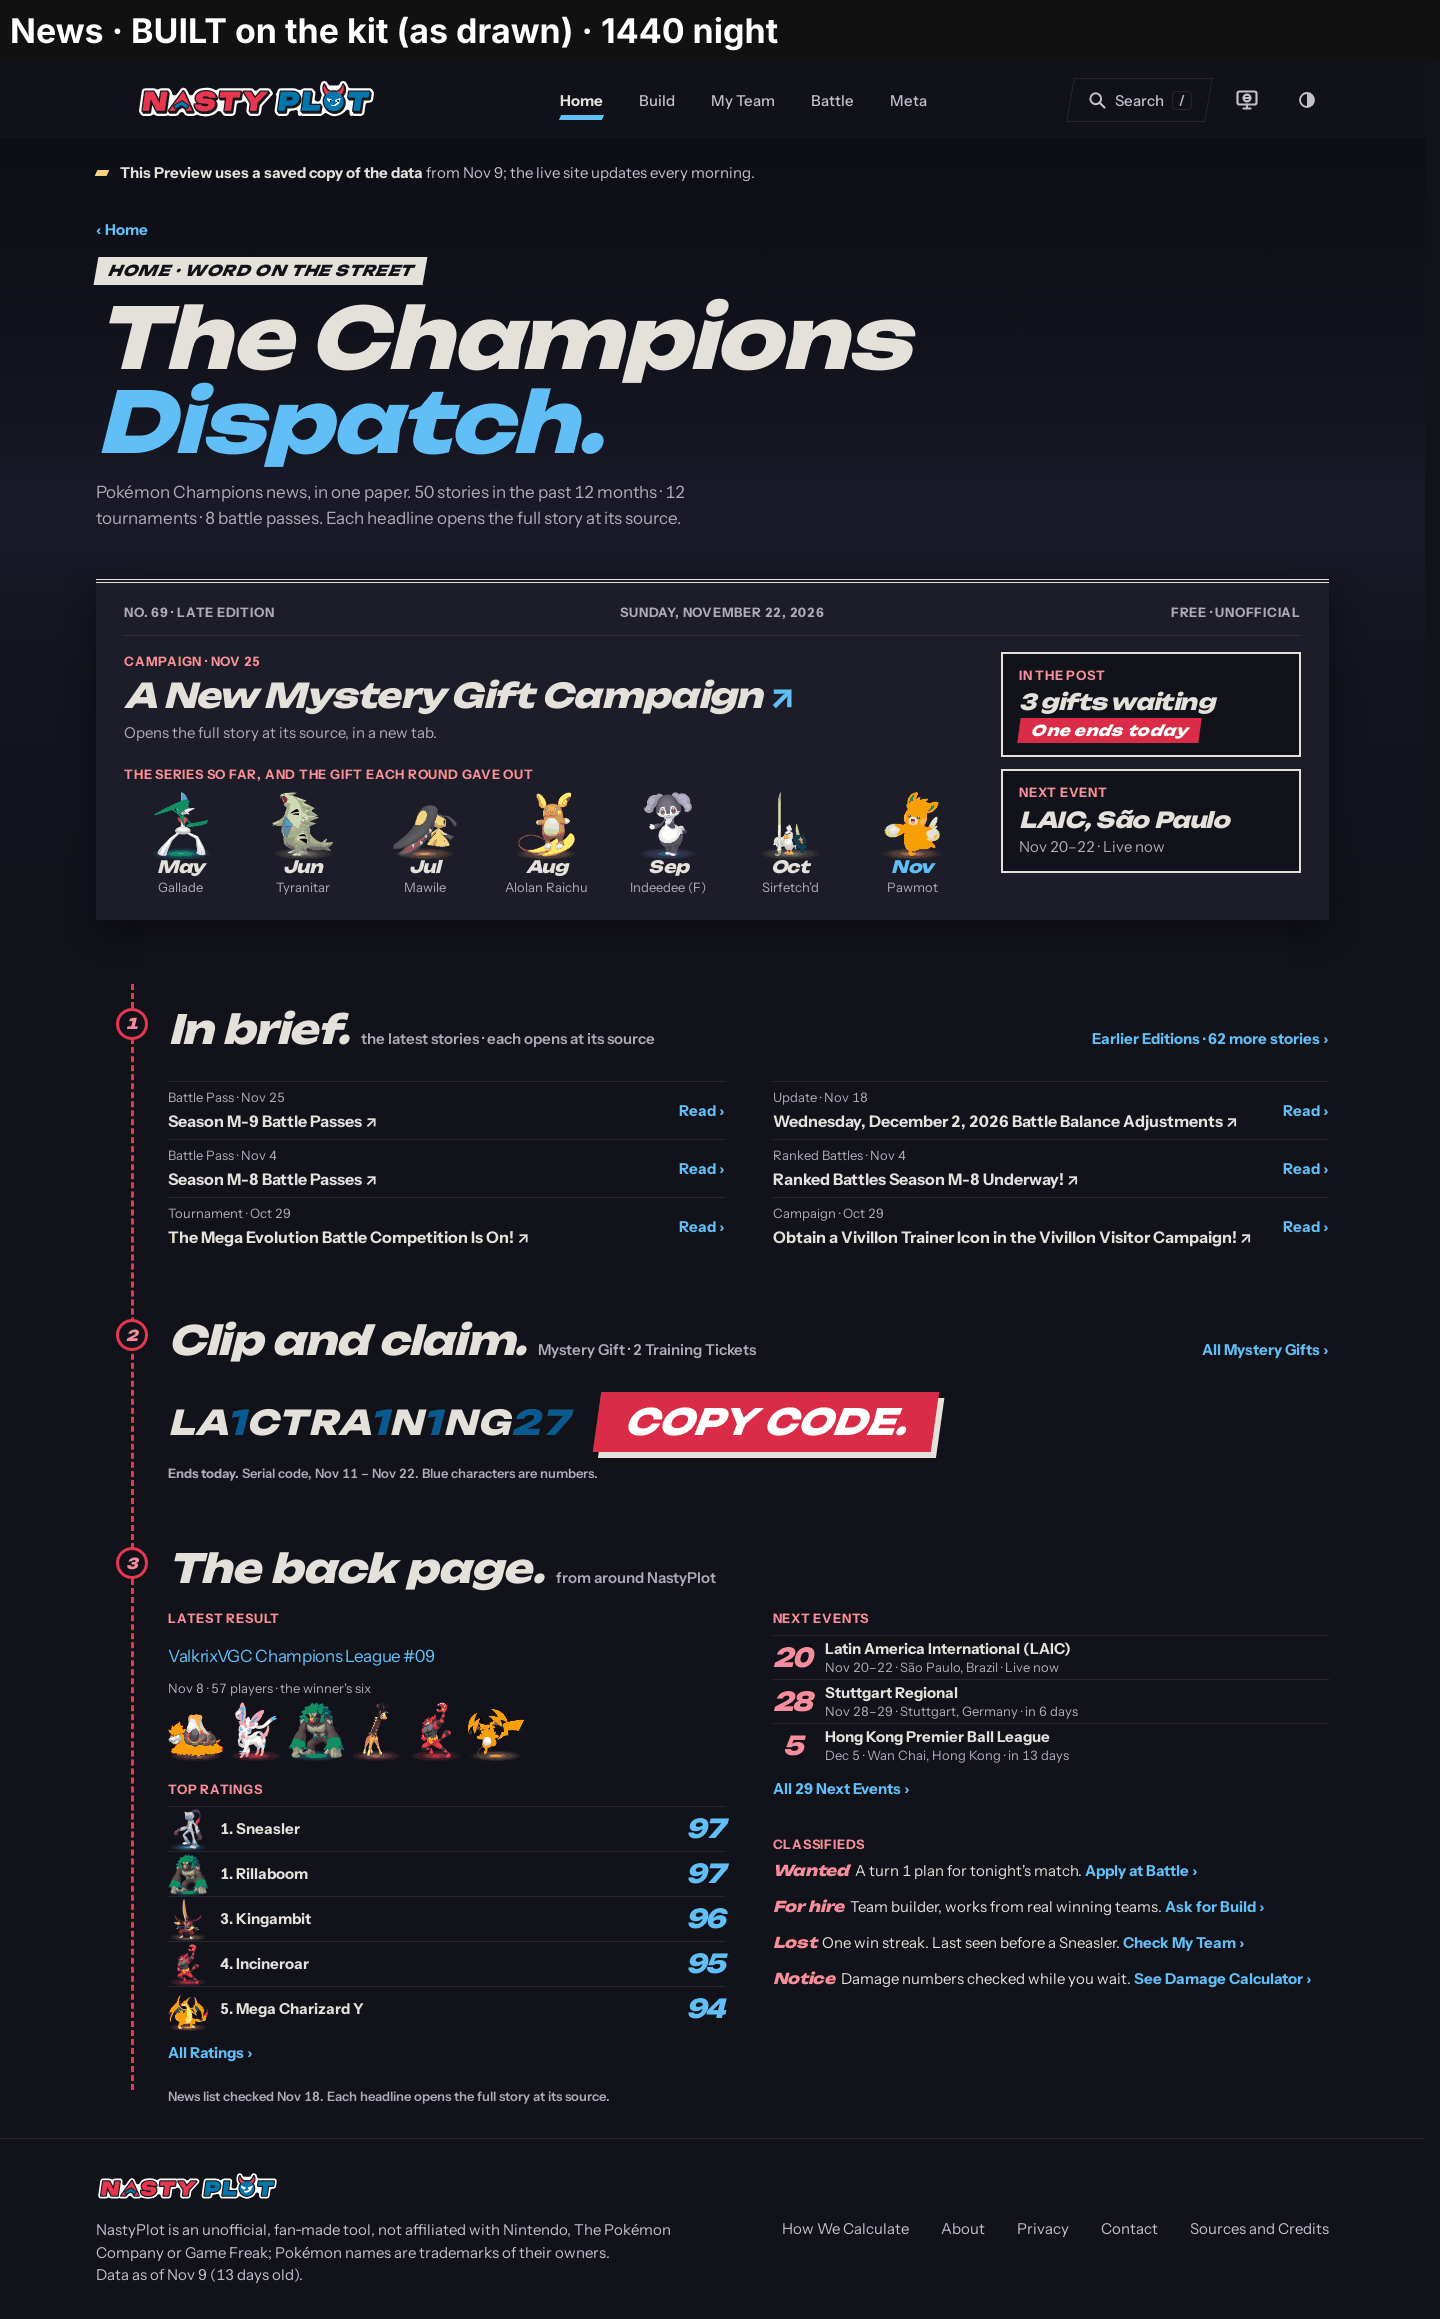 News · BUILT on the kit (as drawn) · 1440 night
NASTY PLOT
Home Build My Team Battle Meta Search /
This Preview uses a saved copy of the data from Nov 9; the live site updates every morning.
‹ Home
HOME · WORD ON THE STREET
The Champions
Dispatch.
Pokémon Champions news, in one paper. 50 stories in the past 12 months · 12
tournaments · 8 battle passes. Each headline opens the full story at its source.
NO. 69 · LATE EDITION SUNDAY, NOVEMBER 22, 2026 FREE · UNOFFICIAL
CAMPAIGN · NOV 25
A New Mystery Gift Campaign ↗
Opens the full story at its source, in a new tab.
THE SERIES SO FAR, AND THE GIFT EACH ROUND GAVE OUT
May Jun Jul Aug Sep Oct Nov
Gallade Tyranitar Mawile Alolan Raichu Indeedee (F) Sirfetch'd Pawmot
IN THE POST
3 gifts waiting
One ends today
NEXT EVENT
LAIC, São Paulo
Nov 20–22 · Live now
1 In brief. the latest stories · each opens at its source Earlier Editions · 62 more stories ›
Battle Pass · Nov 25
Season M-9 Battle Passes ↗ Read ›
Update · Nov 18
Wednesday, December 2, 2026 Battle Balance Adjustments ↗ Read ›
Battle Pass · Nov 4
Season M-8 Battle Passes ↗ Read ›
Ranked Battles · Nov 4
Ranked Battles Season M-8 Underway! ↗ Read ›
Tournament · Oct 29
The Mega Evolution Battle Competition Is On! ↗ Read ›
Campaign · Oct 29
Obtain a Vivillon Trainer Icon in the Vivillon Visitor Campaign! ↗ Read ›
2 Clip and claim. Mystery Gift · 2 Training Tickets All Mystery Gifts ›
LA1CTRA1N1NG27 COPY CODE.
Ends today. Serial code, Nov 11 – Nov 22. Blue characters are numbers.
3 The back page. from around NastyPlot
LATEST RESULT
ValkrixVGC Champions League #09
Nov 8 · 57 players · the winner's six
TOP RATINGS
1. Sneasler 97
1. Rillaboom 97
3. Kingambit 96
4. Incineroar 95
5. Mega Charizard Y 94
All Ratings ›
NEXT EVENTS
20 Latin America International (LAIC)
Nov 20–22 · São Paulo, Brazil · Live now
28 Stuttgart Regional
Nov 28–29 · Stuttgart, Germany · in 6 days
5 Hong Kong Premier Ball League
Dec 5 · Wan Chai, Hong Kong · in 13 days
All 29 Next Events ›
CLASSIFIEDS
Wanted A turn 1 plan for tonight's match. Apply at Battle ›
For hire Team builder, works from real winning teams. Ask for Build ›
Lost One win streak. Last seen before a Sneasler. Check My Team ›
Notice Damage numbers checked while you wait. See Damage Calculator ›
News list checked Nov 18. Each headline opens the full story at its source.
NASTY PLOT
NastyPlot is an unofficial, fan-made tool, not affiliated with Nintendo, The Pokémon
Company or Game Freak; Pokémon names are trademarks of their owners.
Data as of Nov 9 (13 days old).
How We Calculate About Privacy Contact Sources and Credits